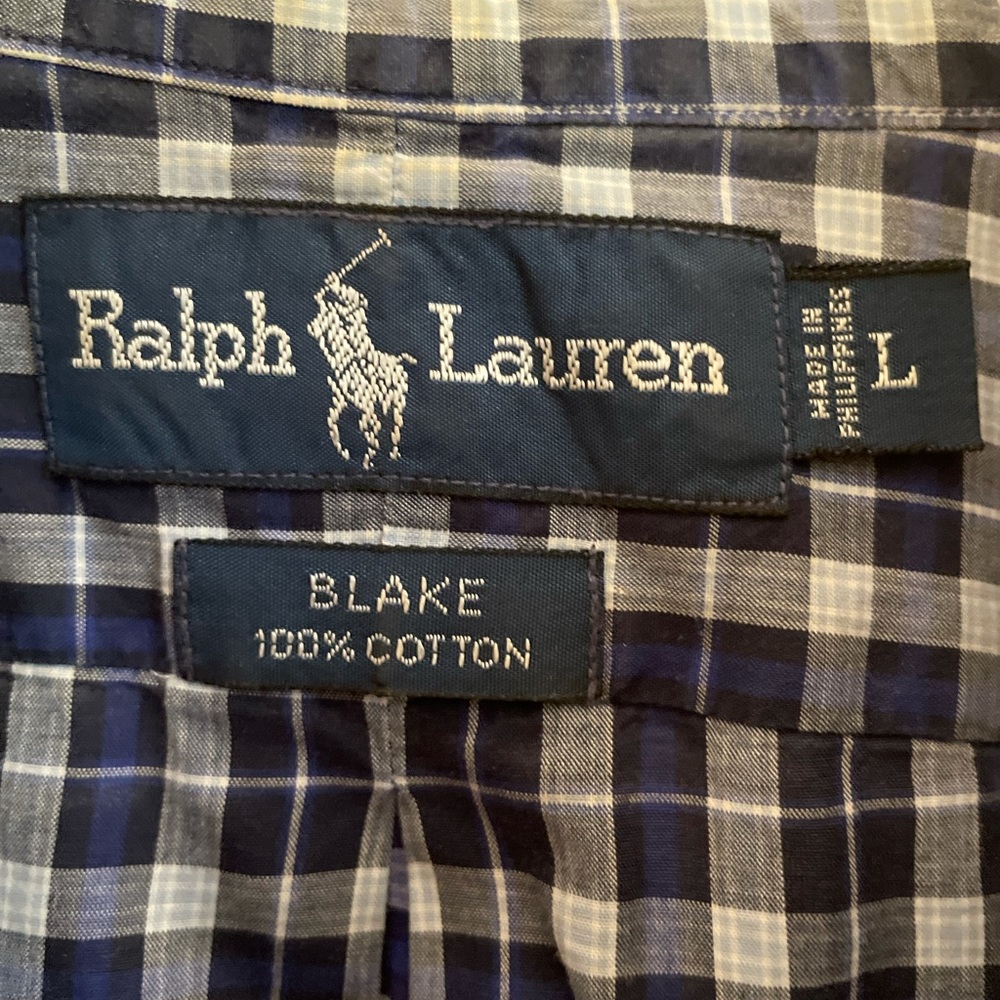 Ralph Lauren
MADE IN
PHILIPPINES
L
BLAKE
100% COTTON